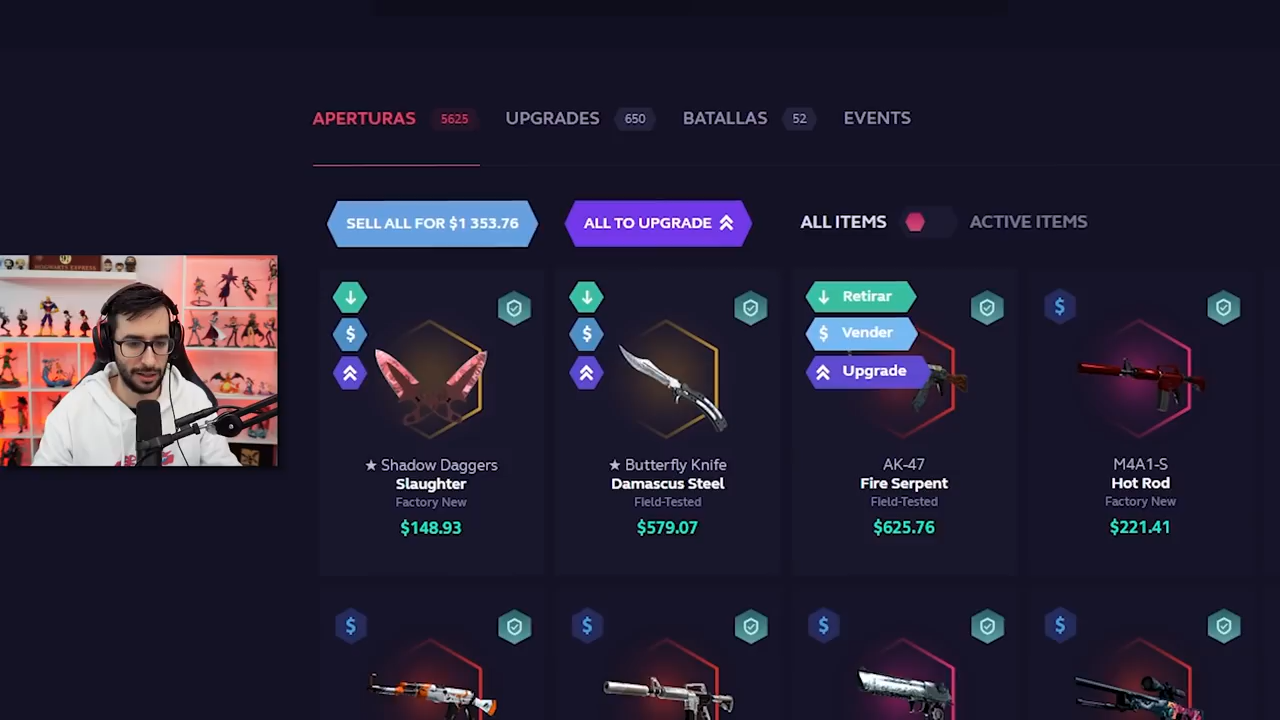 APERTURAS 5625 UPGRADES 650 BATALLAS 52 EVENTS
SELL ALL FOR $1 353.76 ALL TO UPGRADE ALL ITEMS ACTIVE ITEMS
Retirar
$ $ $ Vender $
Upgrade
★ Shadow Daggers
Slaughter
Factory New
$148.93
★ Butterfly Knife
Damascus Steel
Field-Tested
$579.07
AK-47
Fire Serpent
Field-Tested
$625.76
M4A1-S
Hot Rod
Factory New
$221.41
$ $ $ $